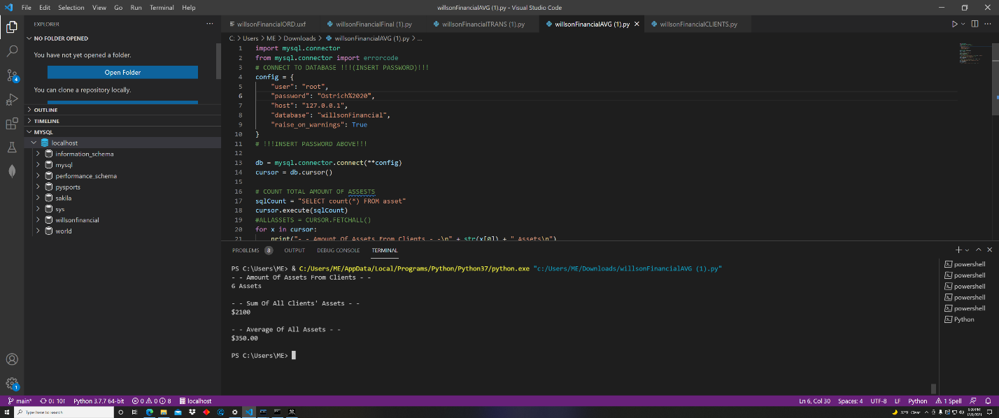 File Edit Selection View Go Run Terminal Help
willsonFinancialAVG (1).py - Visual Studio Code
EXPLORER
NO FOLDER OPENED
You have not yet opened a folder.
Open Folder
You can clone a repository locally.
OUTLINE
TIMELINE
MYSQL
localhost
information_schema
mysql
performance_schema
pysports
sakila
sys
willsonfinancial
world
4
1
willsonFinancialORD.uxf
willsonFinancialFinal (1).py
willsonFinancialTRANS (1).py
willsonFinancialAVG (1).py
willsonFinancialCLIENTS.py
C: > Users > ME > Downloads > willsonFinancialAVG (1).py > ...
1 import mysql.connector
2 from mysql.connector import errorcode
3 # CONNECT TO DATABASE !!!(INSERT PASSWORD)!!!
4 config = {
5 "user": "root",
6 "password": "Ostrich%2020",
7 "host": "127.0.0.1",
8 "database": "willsonFinancial",
9 "raise_on_warnings": True
10 }
11 # !!!INSERT PASSWORD ABOVE!!!
12
13 db = mysql.connector.connect(**config)
14 cursor = db.cursor()
15
16 # COUNT TOTAL AMOUNT OF ASSESTS
17 sqlCount = "SELECT count(*) FROM asset"
18 cursor.execute(sqlCount)
19 #ALLASSETS = CURSOR.FETCHALL()
20 for x in cursor:
21 print("- - Amount Of Assets From Clients - -\n" + str(x[0]) + " Assets\n")
PROBLEMS 8 OUTPUT DEBUG CONSOLE TERMINAL
PS C:\Users\ME> & C:/Users/ME/AppData/Local/Programs/Python/Python37/python.exe "c:/Users/ME/Downloads/willsonFinancialAVG (1).py"
- - Amount Of Assets From Clients - -
6 Assets
- - Sum Of All Clients' Assets - -
$2100
- - Average Of All Assets - -
$350.00
PS C:\Users\ME>
powershell
powershell
powershell
powershell
powershell
Python
main* 0↓ 10↑ Python 3.7.7 64-bit 0 0 8 localhost
Ln 6, Col 30 Spaces: 4 UTF-8 LF Python 1 Spell
Type here to search
Clear
12/8/2021